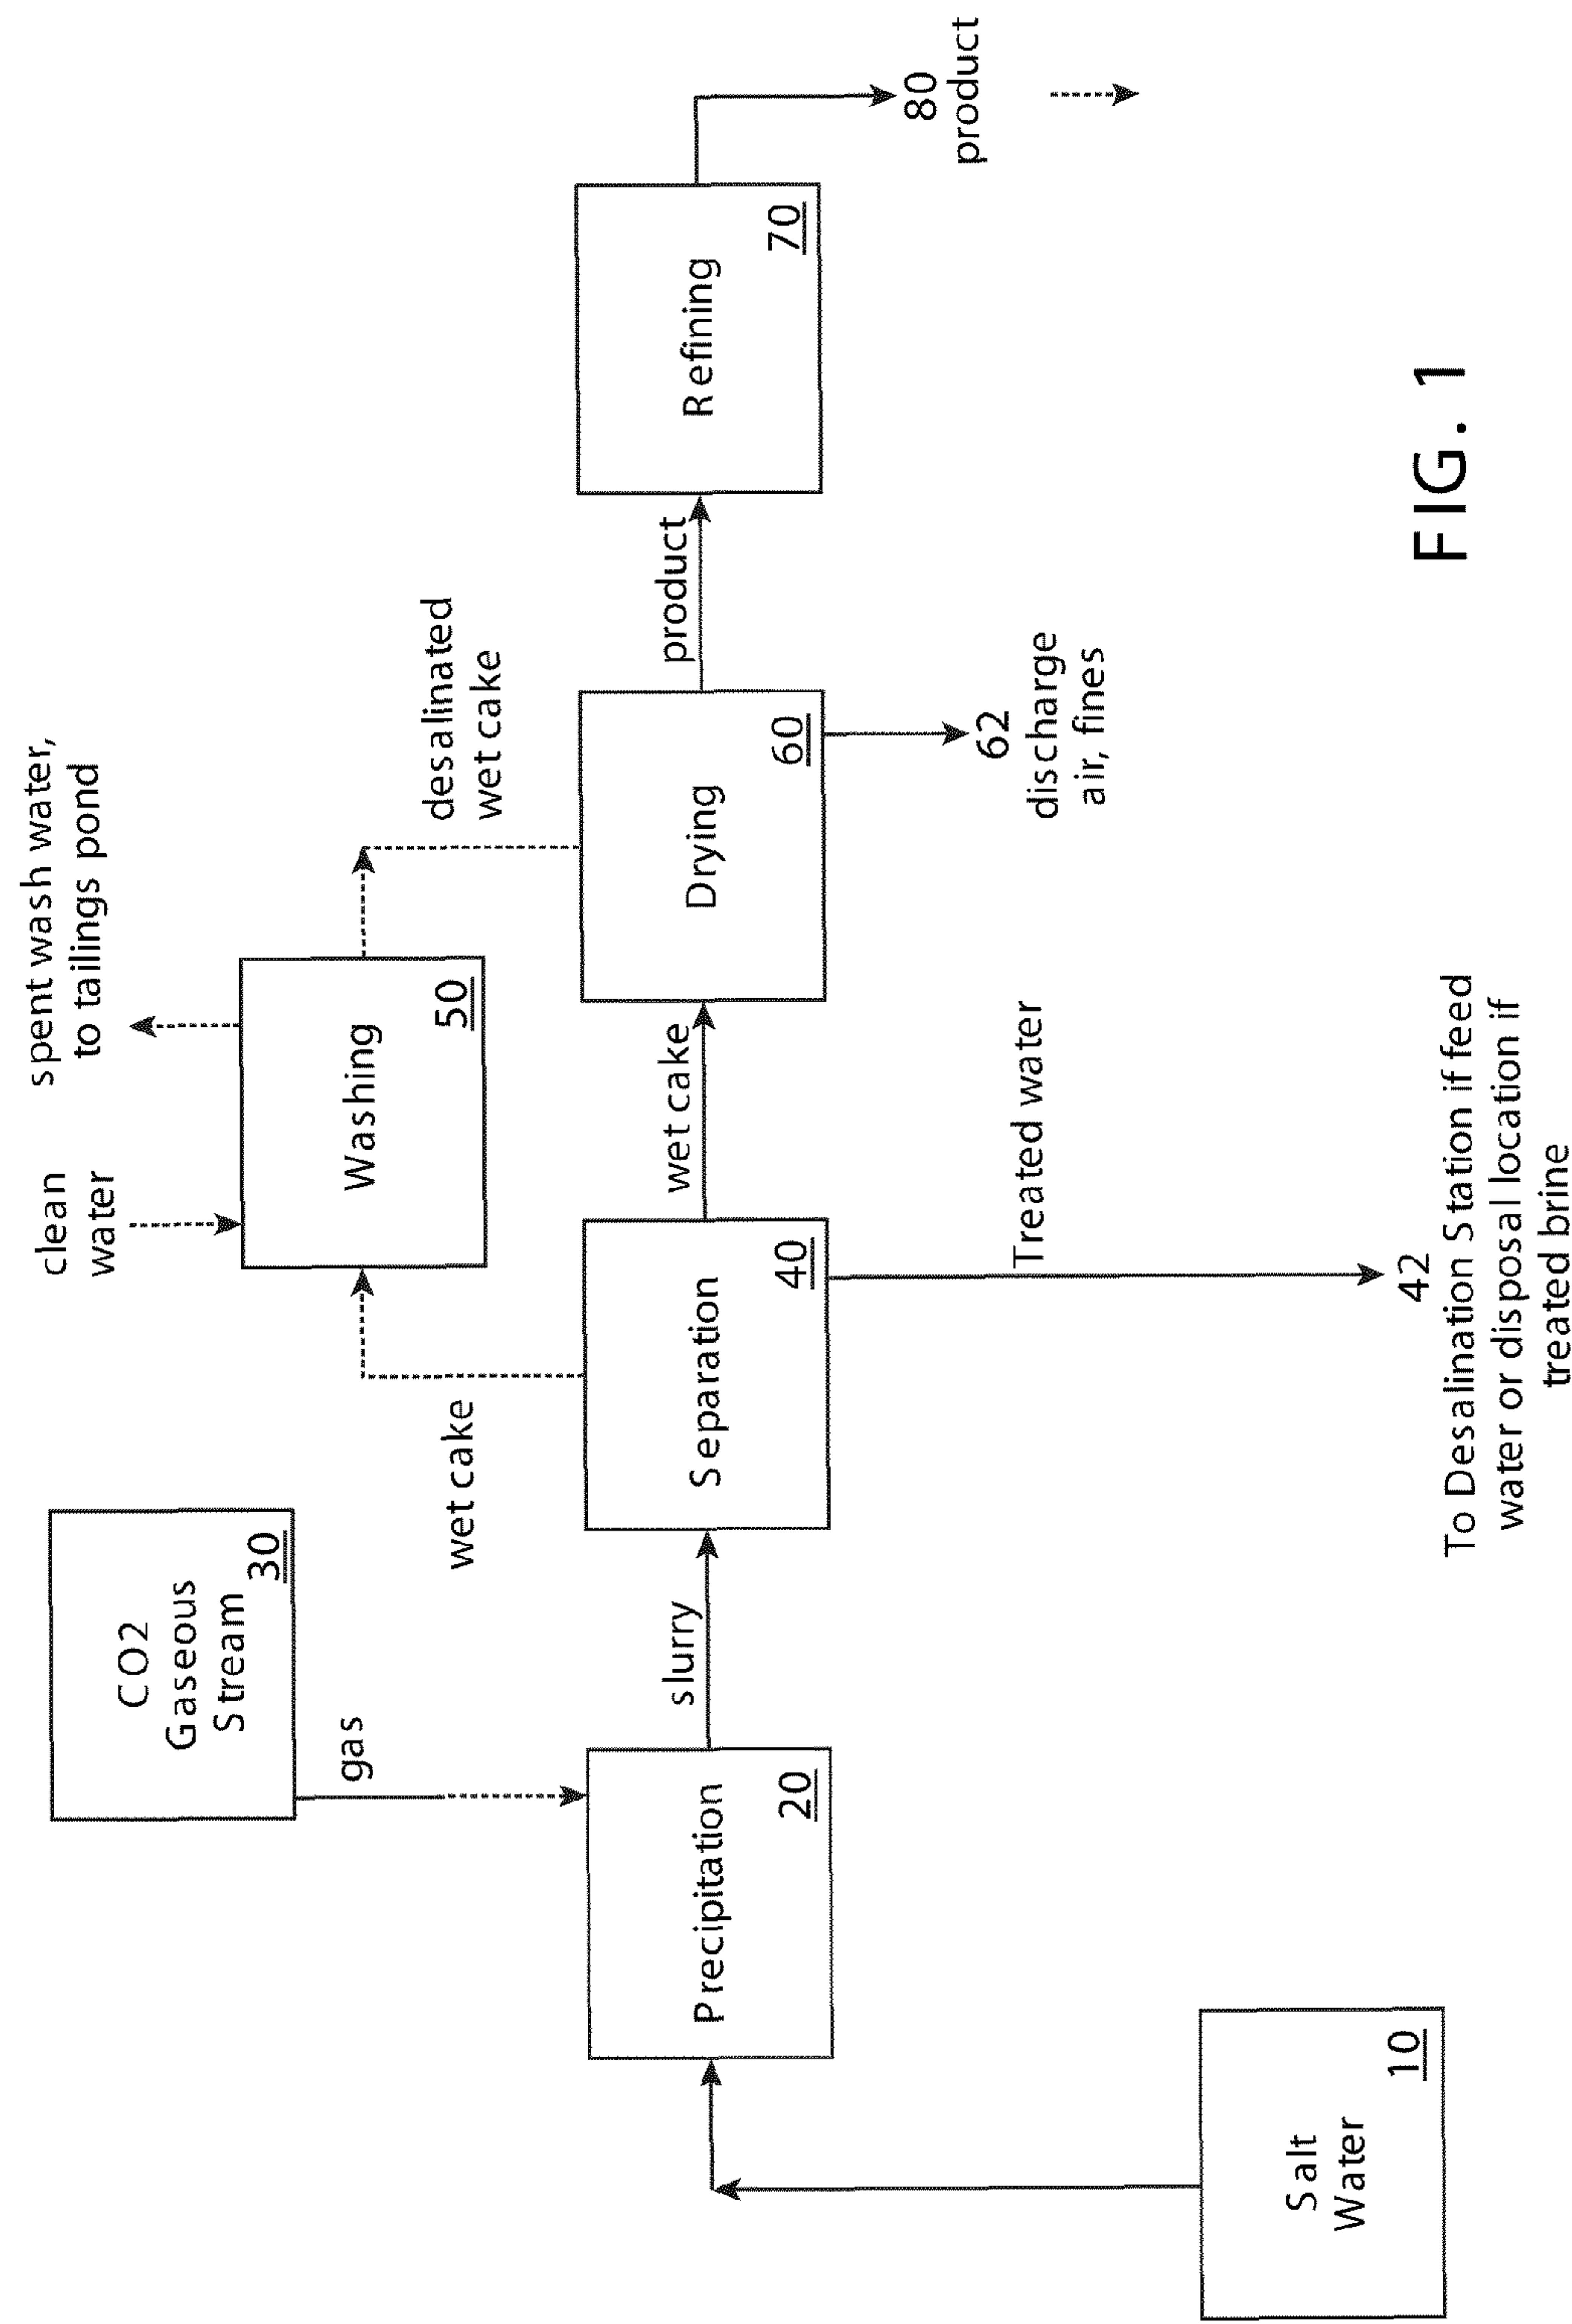 CO2
Gaseous
Stream
30
gas
clean
water
spent wash water,
to tailings pond
Washing
50
wet cake
desalinated
wet cake
Precipitation
20
slurry
Separation
40
wet cake
Drying
60
product
Refining
70
80
product
62
discharge
air, fines
Treated water
Salt
Water
10
42
To Desalination Station if feed
water or disposal location if
treated brine
FIG. 1